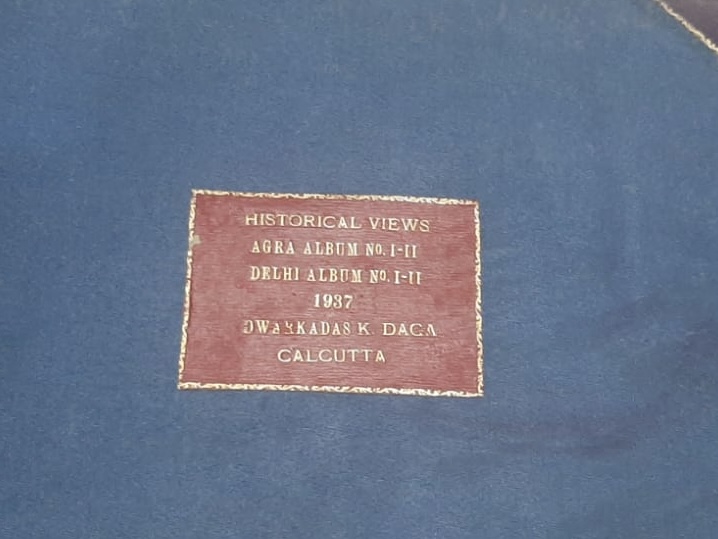 HISTORICAL VIEWS
AGRA ALBUM No. I-II
DELHI ALBUM No. I-II
1937
DWARKADAS K. DAGA
CALCUTTA